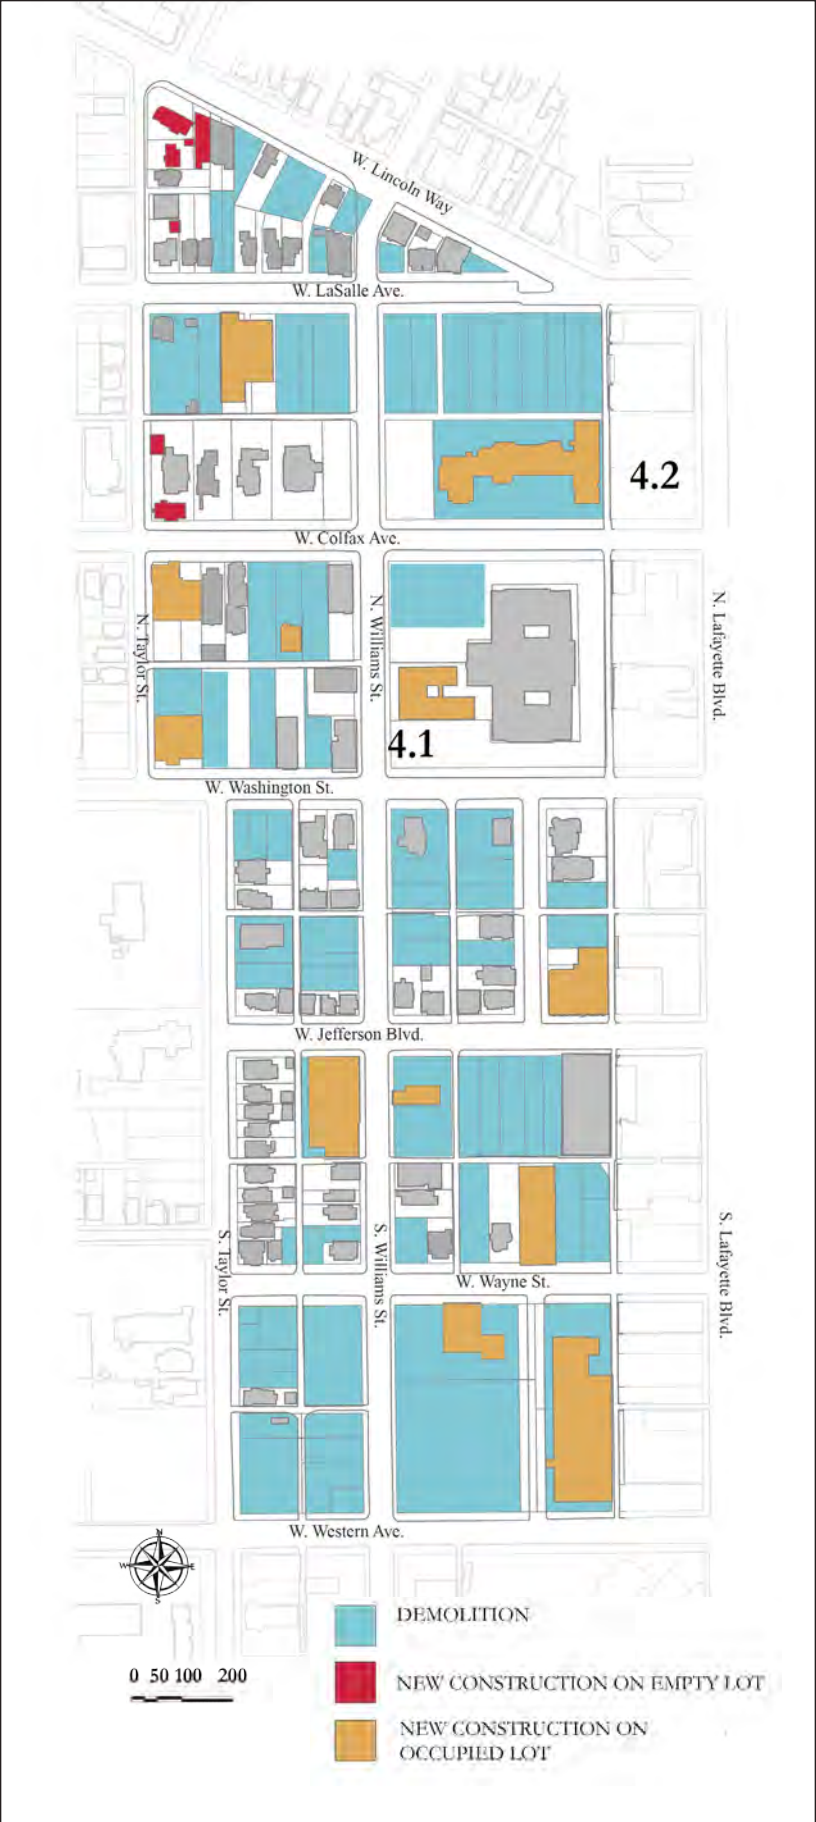 W. Lincoln Way
W. LaSalle Ave.
4.2
W. Colfax Ave.
N. Taylor St.
N. Williams St.
N. Lafayette Blvd.
4.1
W. Washington St.
W. Jefferson Blvd.
S. Taylor St.
S. Williams St.
S. Lafayette Blvd.
W. Wayne St.
W. Western Ave.
N
W
E
S
0 50 100 200
DEMOLITION
NEW CONSTRUCTION ON EMPTY LOT
NEW CONSTRUCTION ON
OCCUPIED LOT